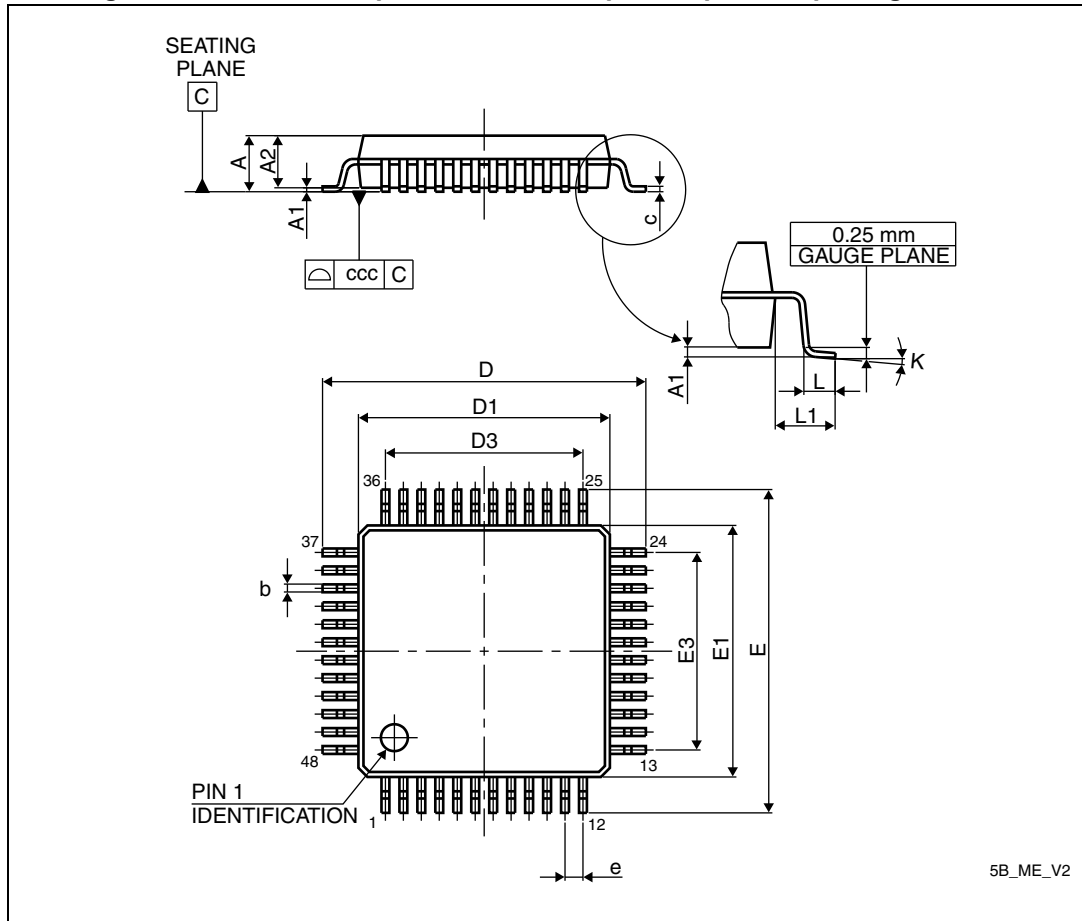 SEATING
PLANE
C
A
A2
A1
c
ccc C
0.25 mm
GAUGE PLANE
A1
K
L
L1
D
D1
D3
36
25
37
24
b
E3
E1
E
48
13
PIN 1
IDENTIFICATION
1
12
e
5B_ME_V2